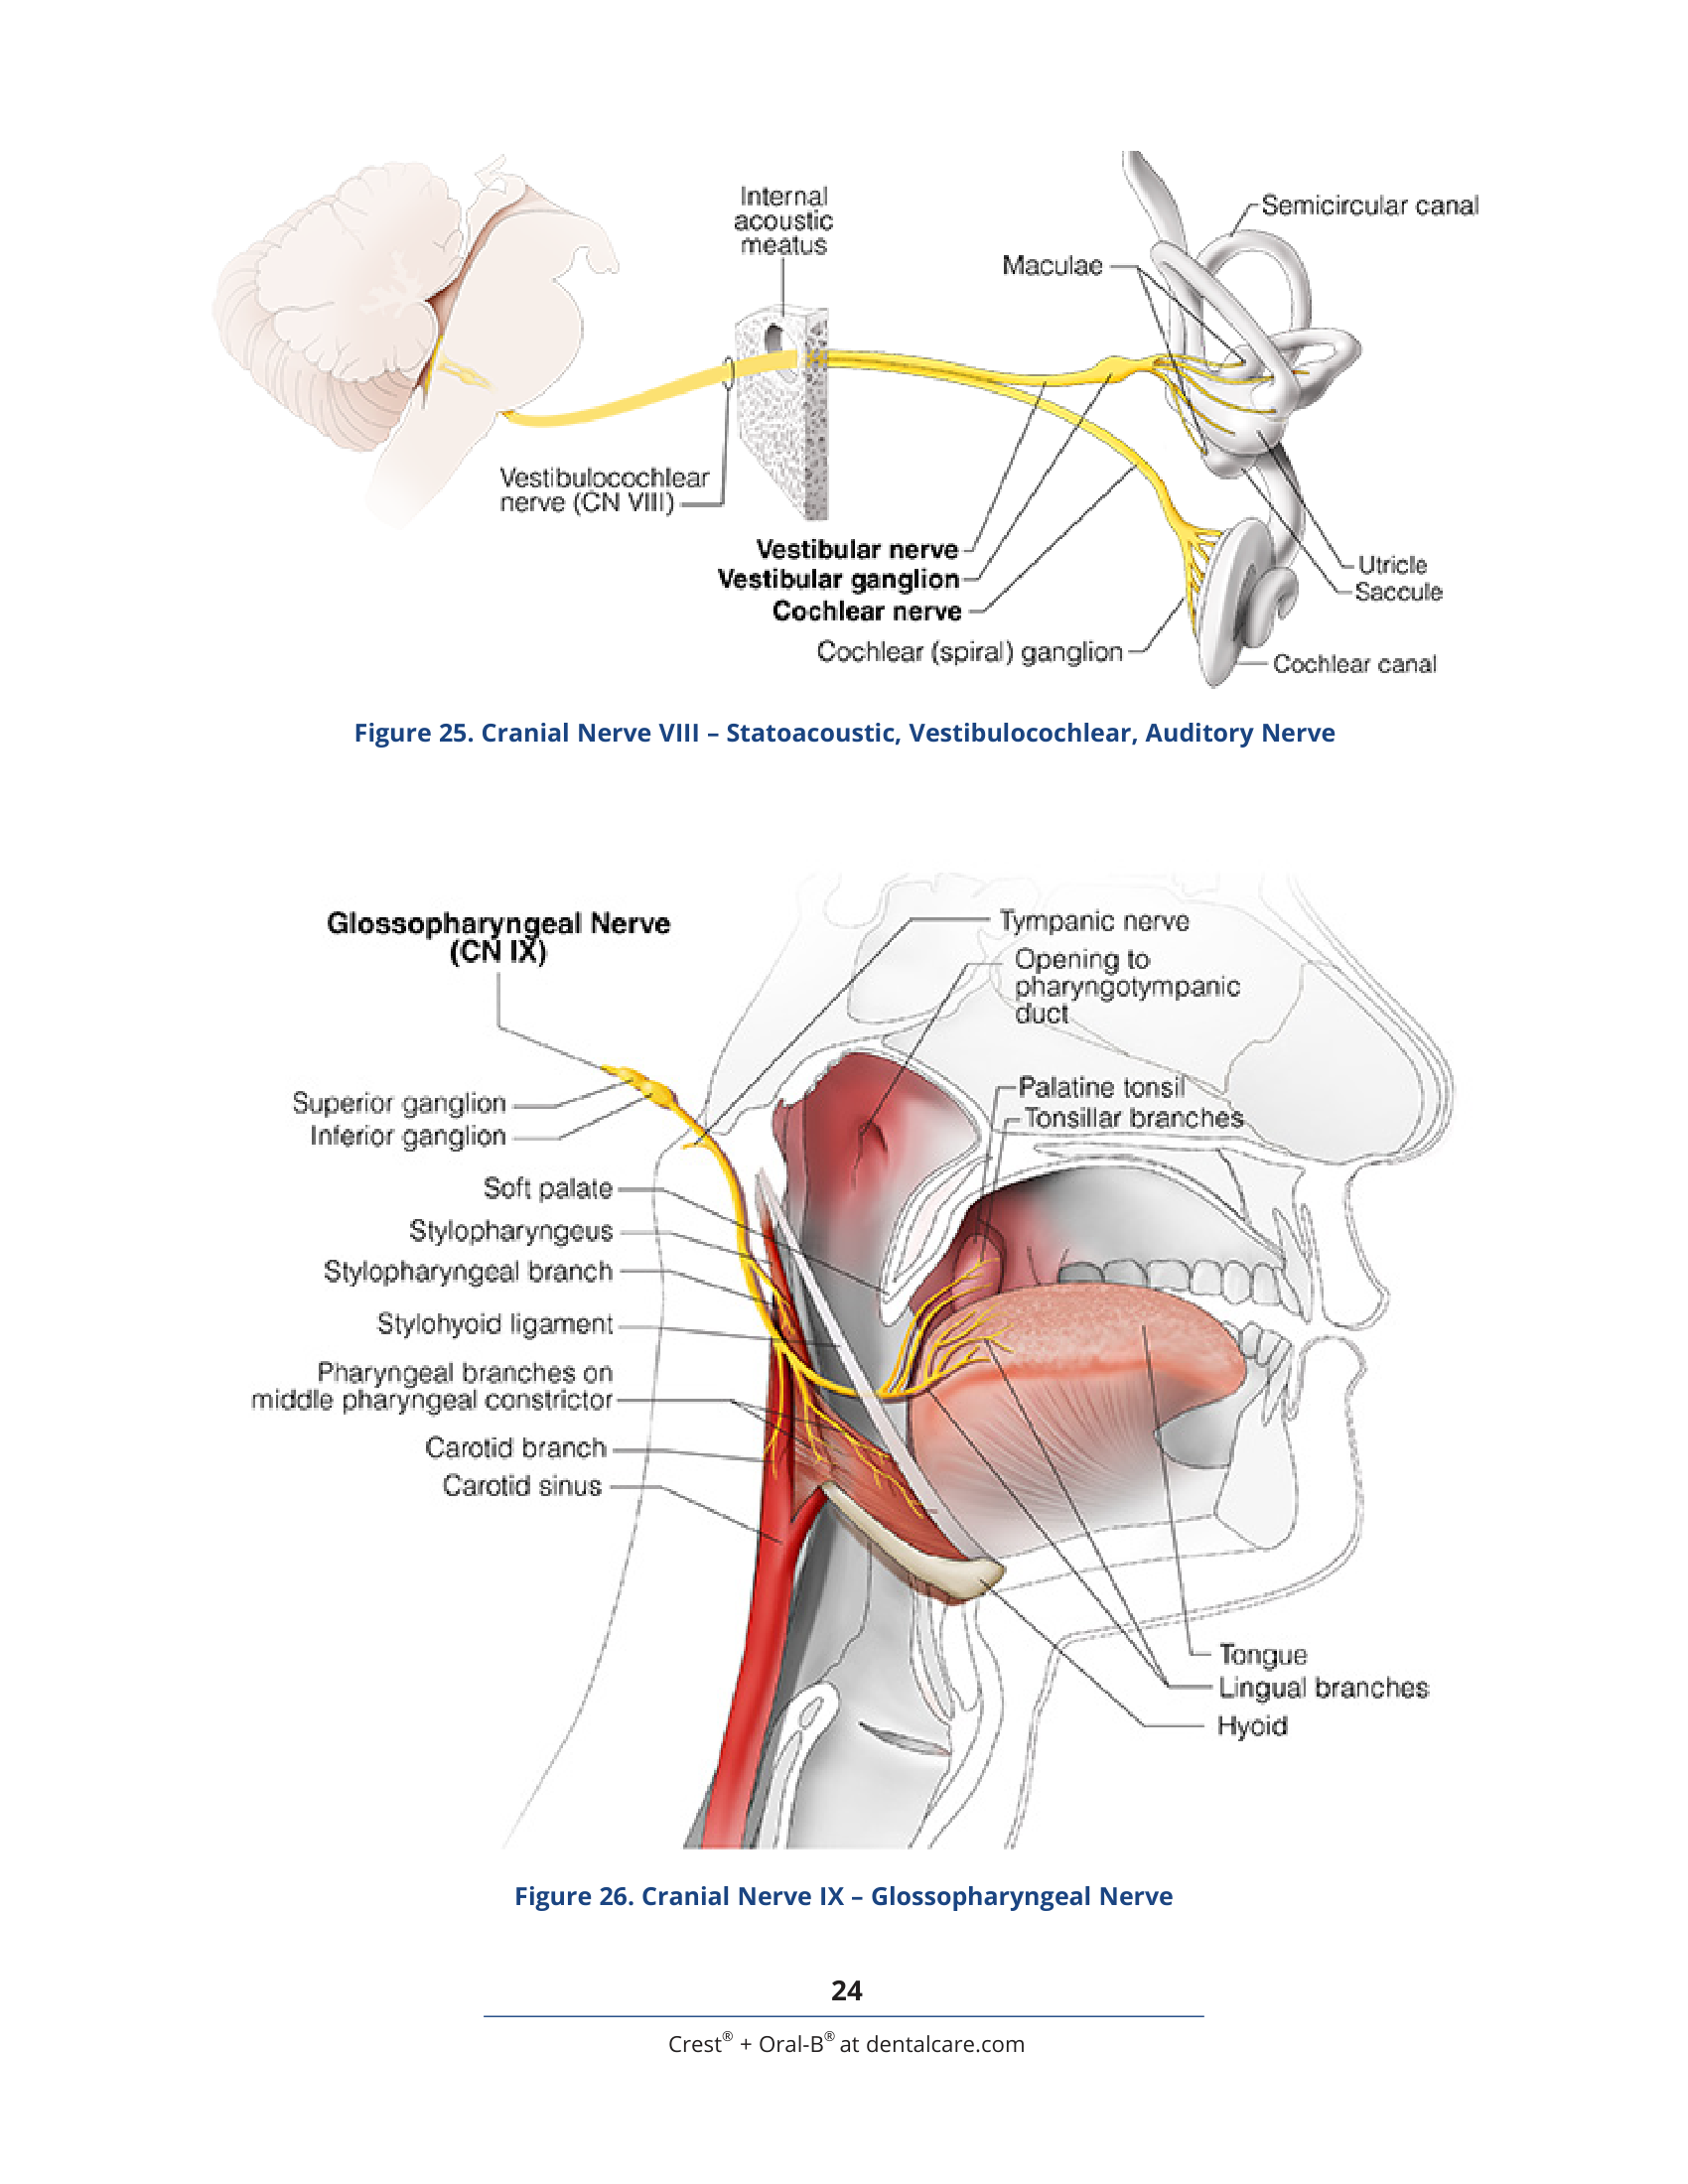 Internal
acoustic
meatus
Semicircular canal
Maculae
Vestibulocochlear
nerve (CN VIII)
Vestibular nerve
Vestibular ganglion
Cochlear nerve
Cochlear (spiral) ganglion
Utricle
Saccule
Cochlear canal
Figure 25. Cranial Nerve VIII – Statoacoustic, Vestibulocochlear, Auditory Nerve
Glossopharyngeal Nerve
(CN IX)
Tympanic nerve
Opening to
pharyngotympanic
duct
Palatine tonsil
Tonsillar branches
Superior ganglion
Inferior ganglion
Soft palate
Stylopharyngeus
Stylopharyngeal branch
Stylohyoid ligament
Pharyngeal branches on
middle pharyngeal constrictor
Carotid branch
Carotid sinus
Tongue
Lingual branches
Hyoid
Figure 26. Cranial Nerve IX – Glossopharyngeal Nerve
24
Crest® + Oral-B® at dentalcare.com